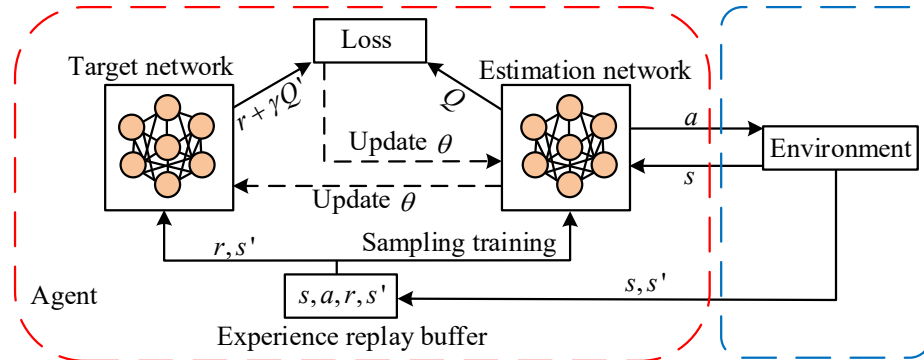 Loss
Target network
Estimation network
r + γQ'
Q
a
Update θ
Environment
s
Update θ
r, s'
Sampling training
Agent
s, a, r, s'
s, s'
Experience replay buffer